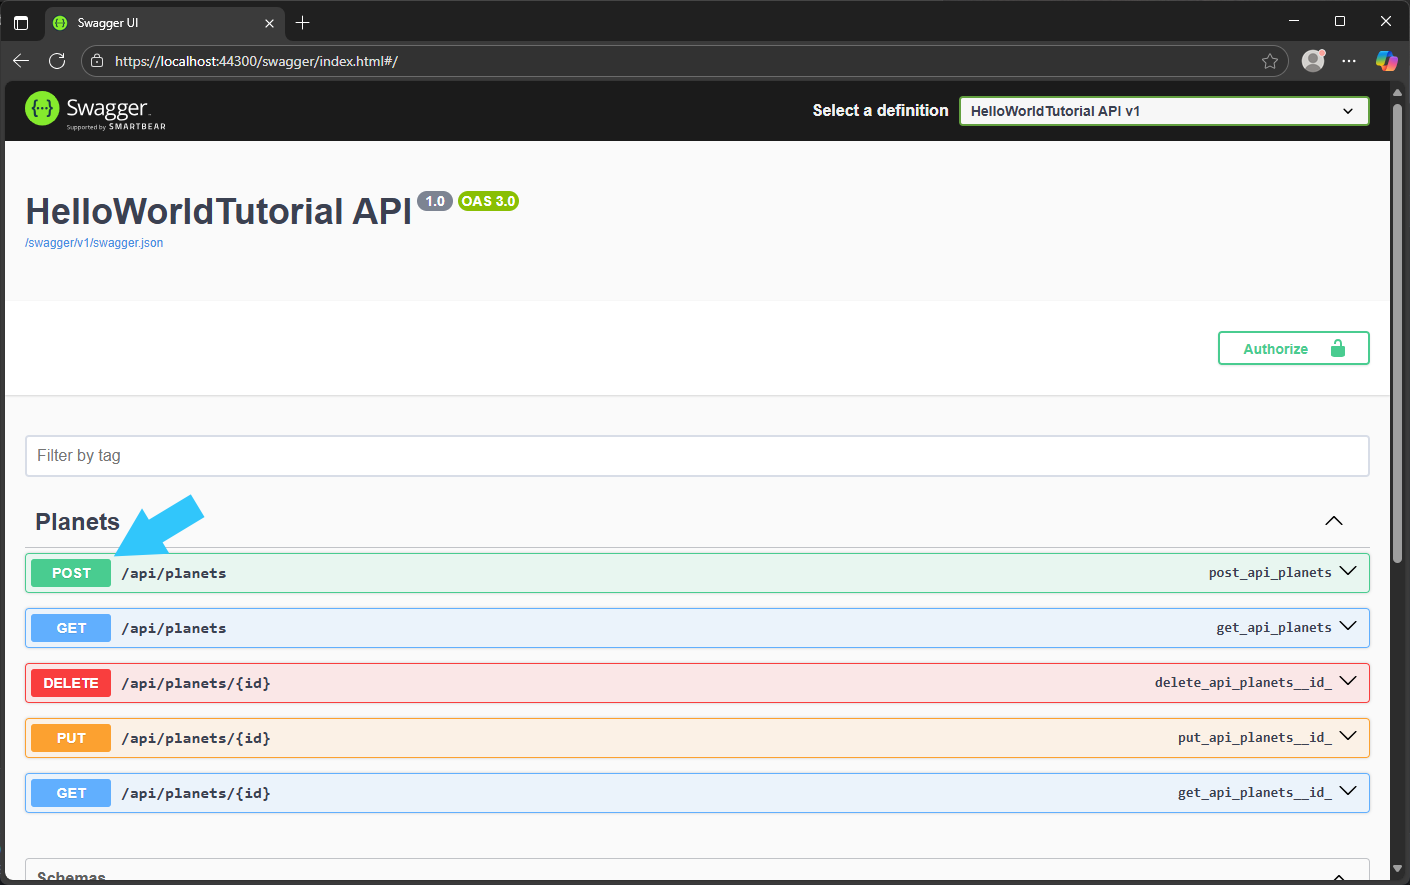 Swagger UI
https://localhost:44300/swagger/index.html#/
{···} Swagger
Supported by SMARTBEAR
Select a definition
HelloWorldTutorial API v1
HelloWorldTutorial API 1.0 OAS 3.0
/swagger/v1/swagger.json
Authorize
Filter by tag
Planets
POST /api/planets post_api_planets
GET /api/planets get_api_planets
DELETE /api/planets/{id} delete_api_planets__id_
PUT /api/planets/{id} put_api_planets__id_
GET /api/planets/{id} get_api_planets__id_
Schemas